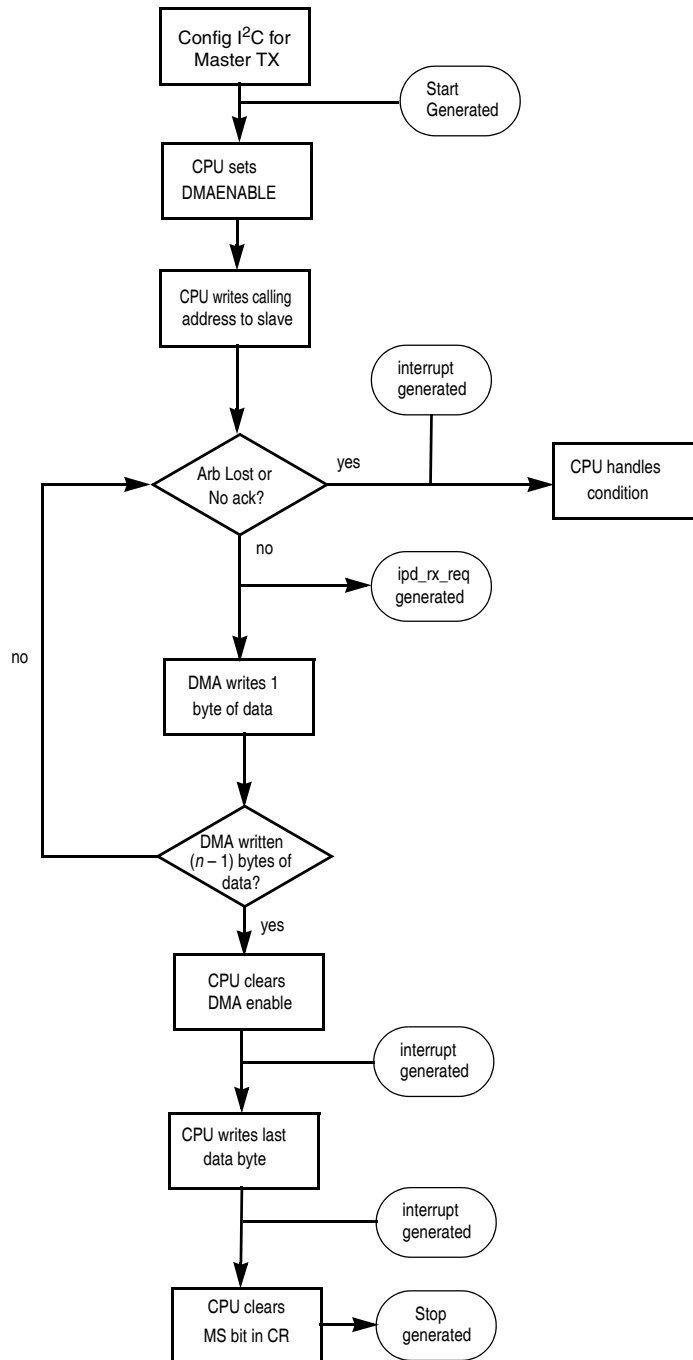 Config I²C for
Master TX
Start
Generated
CPU sets
DMAENABLE
CPU writes calling
address to slave
interrupt
generated
Arb Lost or
No ack?
yes
CPU handles
condition
no
ipd_rx_req
generated
no
DMA writes 1
byte of data
DMA written
(n – 1) bytes of
data?
yes
CPU clears
DMA enable
interrupt
generated
CPU writes last
data byte
interrupt
generated
CPU clears
MS bit in CR
Stop
generated